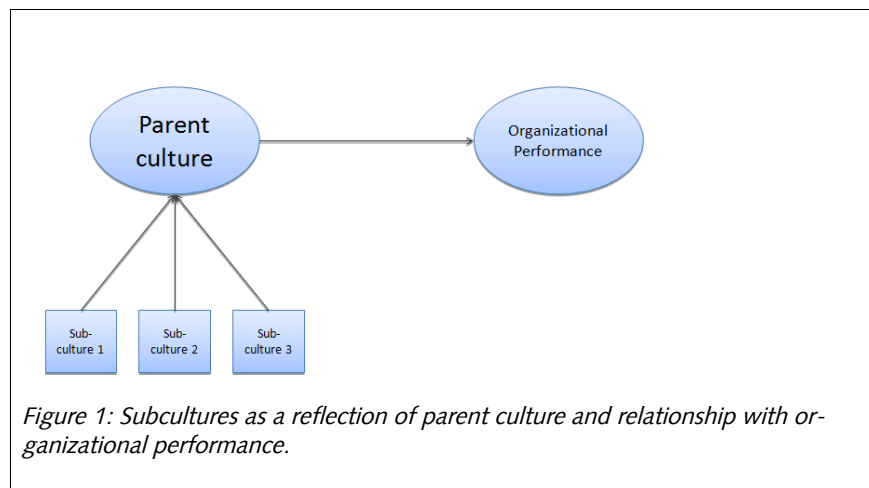 Parent
culture
Organizational
Performance
Sub-
culture 1
Sub-
culture 2
Sub-
culture 3
Figure 1: Subcultures as a reflection of parent culture and relationship with or-
ganizational performance.